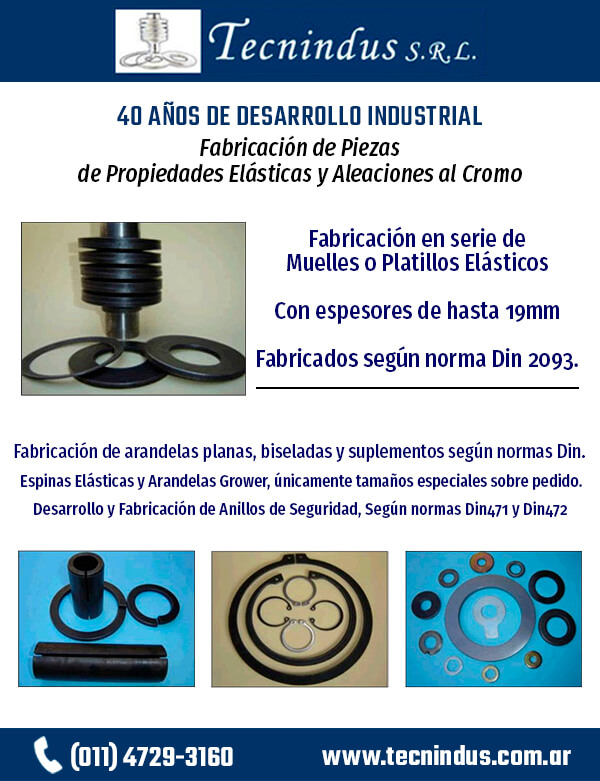 Tecnindus S.R.L.
40 AÑOS DE DESARROLLO INDUSTRIAL
Fabricación de Piezas
de Propiedades Elásticas y Aleaciones al Cromo
Fabricación en serie de
Muelles o Platillos Elásticos
Con espesores de hasta 19mm
Fabricados según norma Din 2093.
Fabricación de arandelas planas, biseladas y suplementos según normas Din.
Espinas Elásticas y Arandelas Grower, únicamente tamaños especiales sobre pedido.
Desarrollo y Fabricación de Anillos de Seguridad, Según normas Din471 y Din472
(011) 4729-3160
www.tecnindus.com.ar